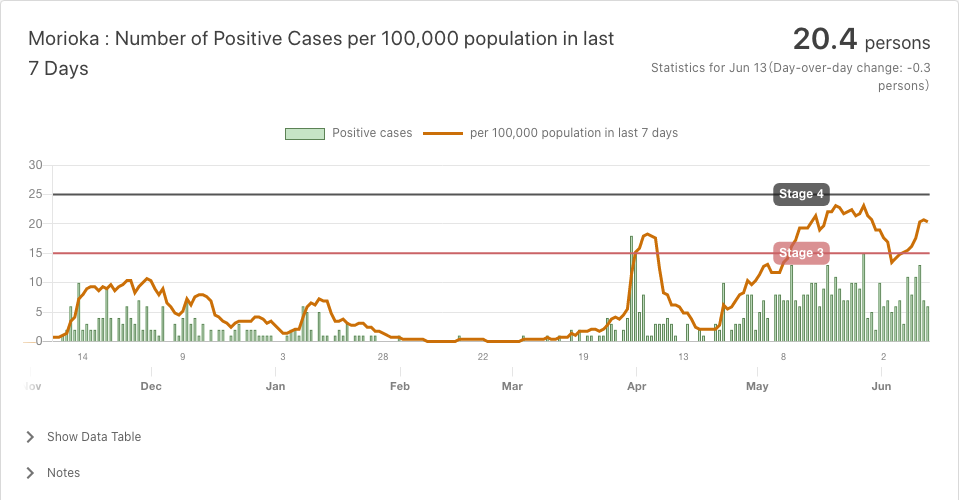 Morioka : Number of Positive Cases per 100,000 population in last
7 Days
20.4 persons
Statistics for Jun 13(Day-over-day change: -0.3
persons)
Positive cases
per 100,000 population in last 7 days
30
25
20
15
10
5
0
Stage 4
Stage 3
14 9 3 28 22 19 13 8 2
Dec Jan Feb Mar Apr May Jun
Show Data Table
Notes